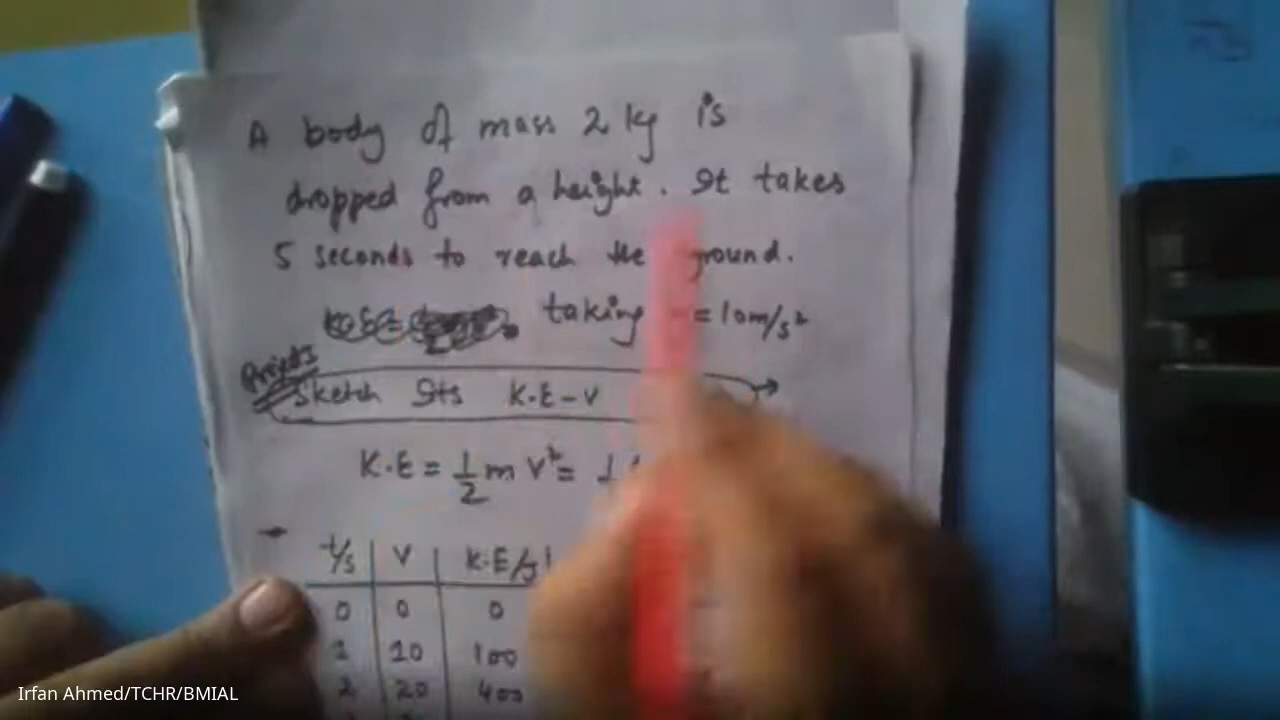 A body of mass 2 kg is
dropped from a height. It takes
5 seconds to reach the ground.
taking = 10m/s²
Sketch Its K.E-V
K.E = 1/2 m V² = 1
t/s V K.E/J
0 0 0
1 10 100
2 20 400
Irfan Ahmed/TCHR/BMIAL